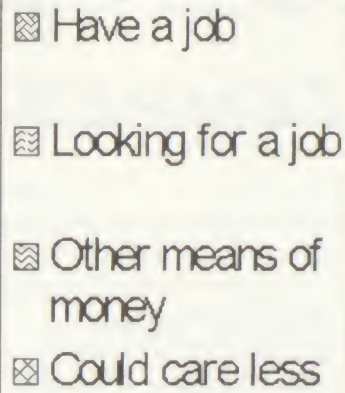 Have a job
Looking for a job
Other means of
money
Could care less